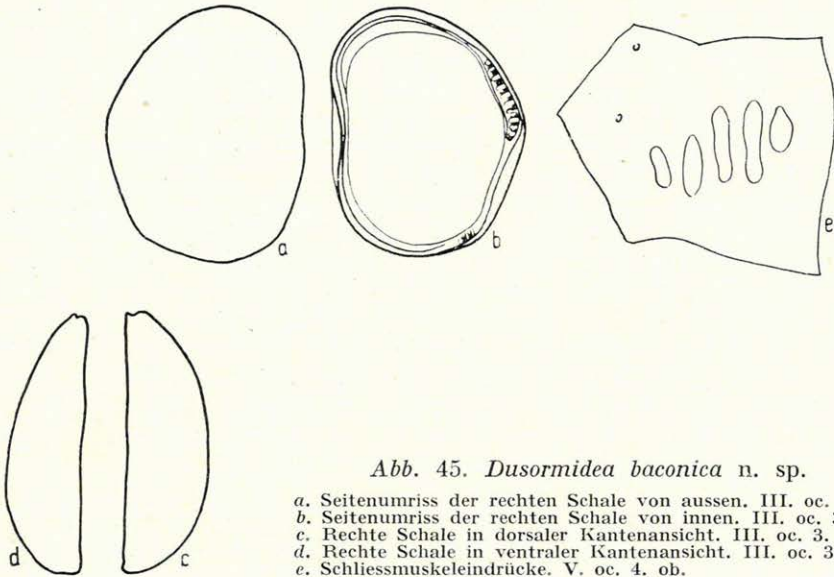 a
b
e
d
c
Abb. 45. Dusormidea baconica n. sp.
a. Seitenumriss der rechten Schale von aussen. III. oc.
b. Seitenumriss der rechten Schale von innen. III. oc. 3
c. Rechte Schale in dorsaler Kantenansicht. III. oc. 3.
d. Rechte Schale in ventraler Kantenansicht. III. oc. 3
e. Schliessmuskeleindrücke. V. oc. 4. ob.